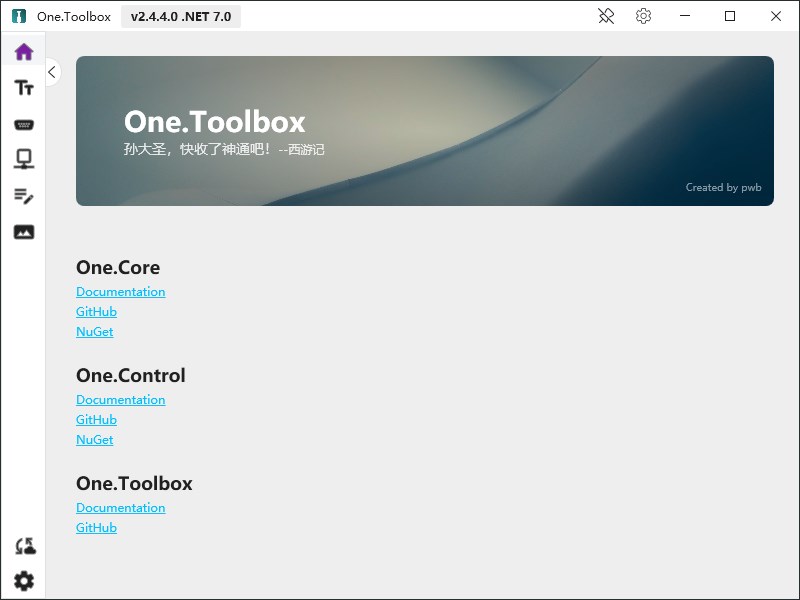 One.Toolbox v2.4.4.0 .NET 7.0
One.Toolbox
孙大圣，快收了神通吧！--西游记
Created by pwb
One.Core
Documentation
GitHub
NuGet
One.Control
Documentation
GitHub
NuGet
One.Toolbox
Documentation
GitHub